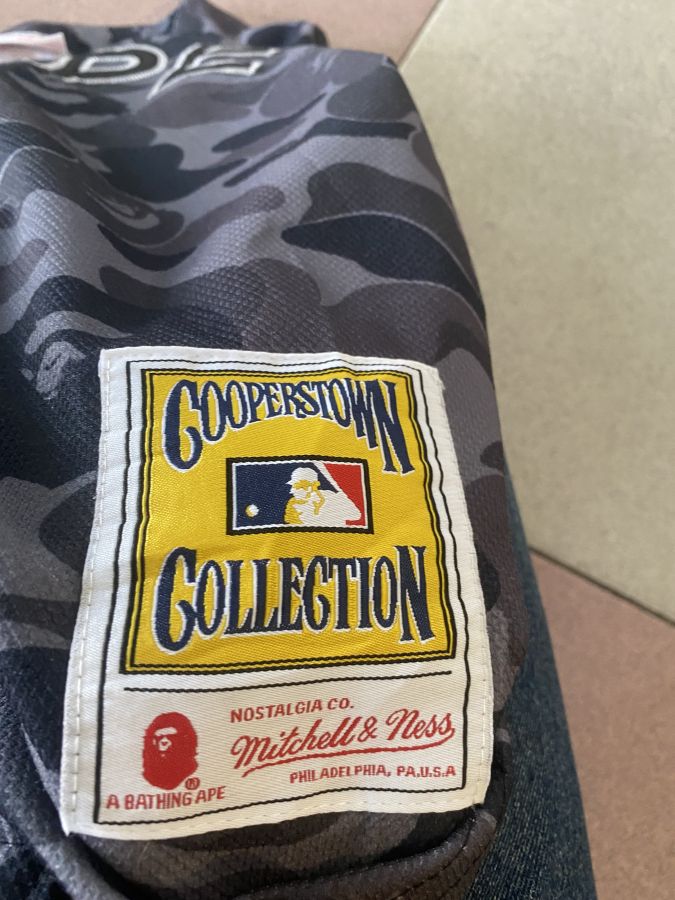 COOPERSTOWN
COLLECTION
NOSTALGIA CO.
Mitchell & Ness
PHILADELPHIA, PA.U.S.A
®
A BATHING APE